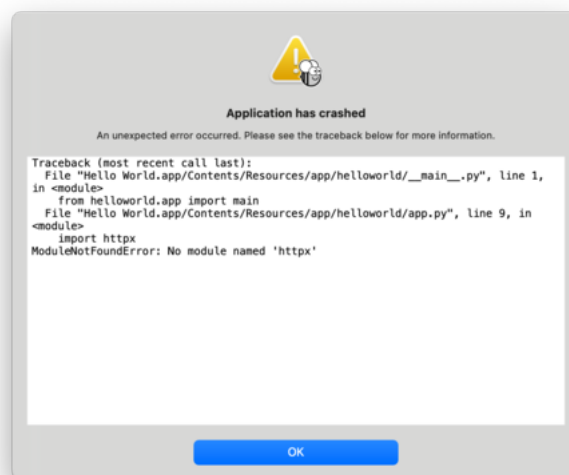 Application has crashed
An unexpected error occurred. Please see the traceback below for more information.
Traceback (most recent call last):
  File "Hello World.app/Contents/Resources/app/helloworld/__main__.py", line 1,
in <module>
    from helloworld.app import main
  File "Hello World.app/Contents/Resources/app/helloworld/app.py", line 9, in
<module>
    import httpx
ModuleNotFoundError: No module named 'httpx'
OK